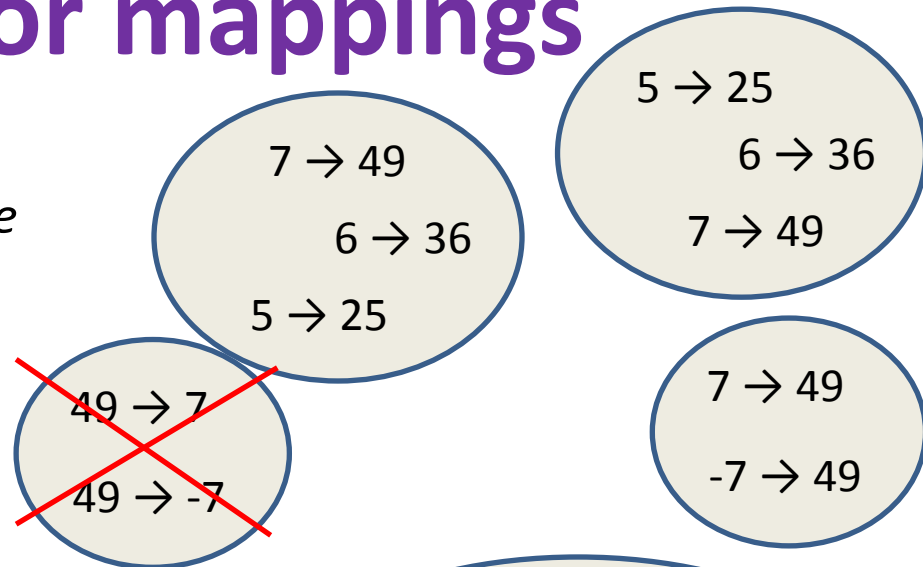 or mappings
5 → 25
6 → 36
7 → 49
7 → 49
6 → 36
5 → 25
e
49 → 7
49 → -7
7 → 49
-7 → 49